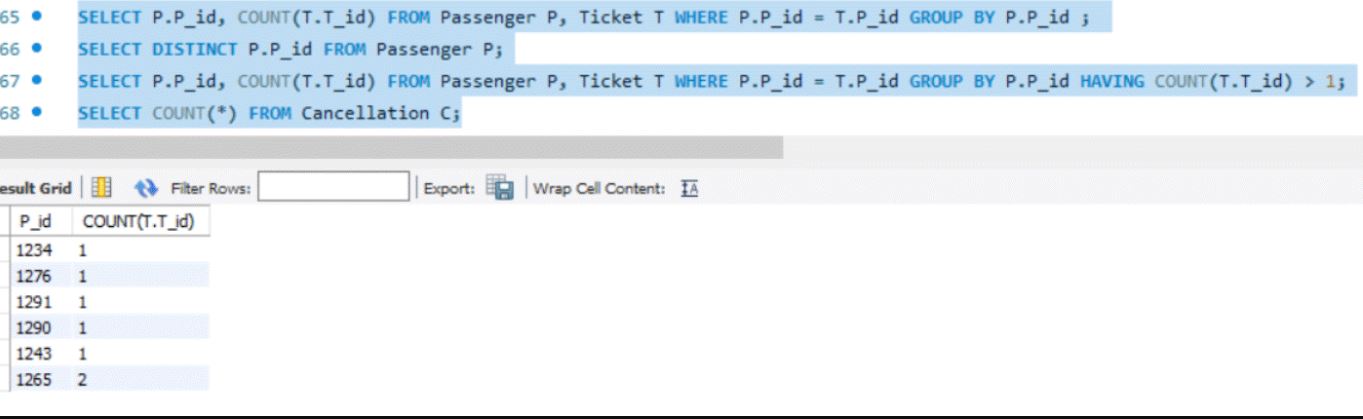 65 SELECT P.P_id, COUNT(T.T_id) FROM Passenger P, Ticket T WHERE P.P_id = T.P_id GROUP BY P.P_id ;
66 SELECT DISTINCT P.P_id FROM Passenger P;
67 SELECT P.P_id, COUNT(T.T_id) FROM Passenger P, Ticket T WHERE P.P_id = T.P_id GROUP BY P.P_id HAVING COUNT(T.T_id) > 1;
68 SELECT COUNT(*) FROM Cancellation C;
esult Grid Filter Rows: Export: Wrap Cell Content: IA
P_id COUNT(T.T_id)
1234 1
1276 1
1291 1
1290 1
1243 1
1265 2